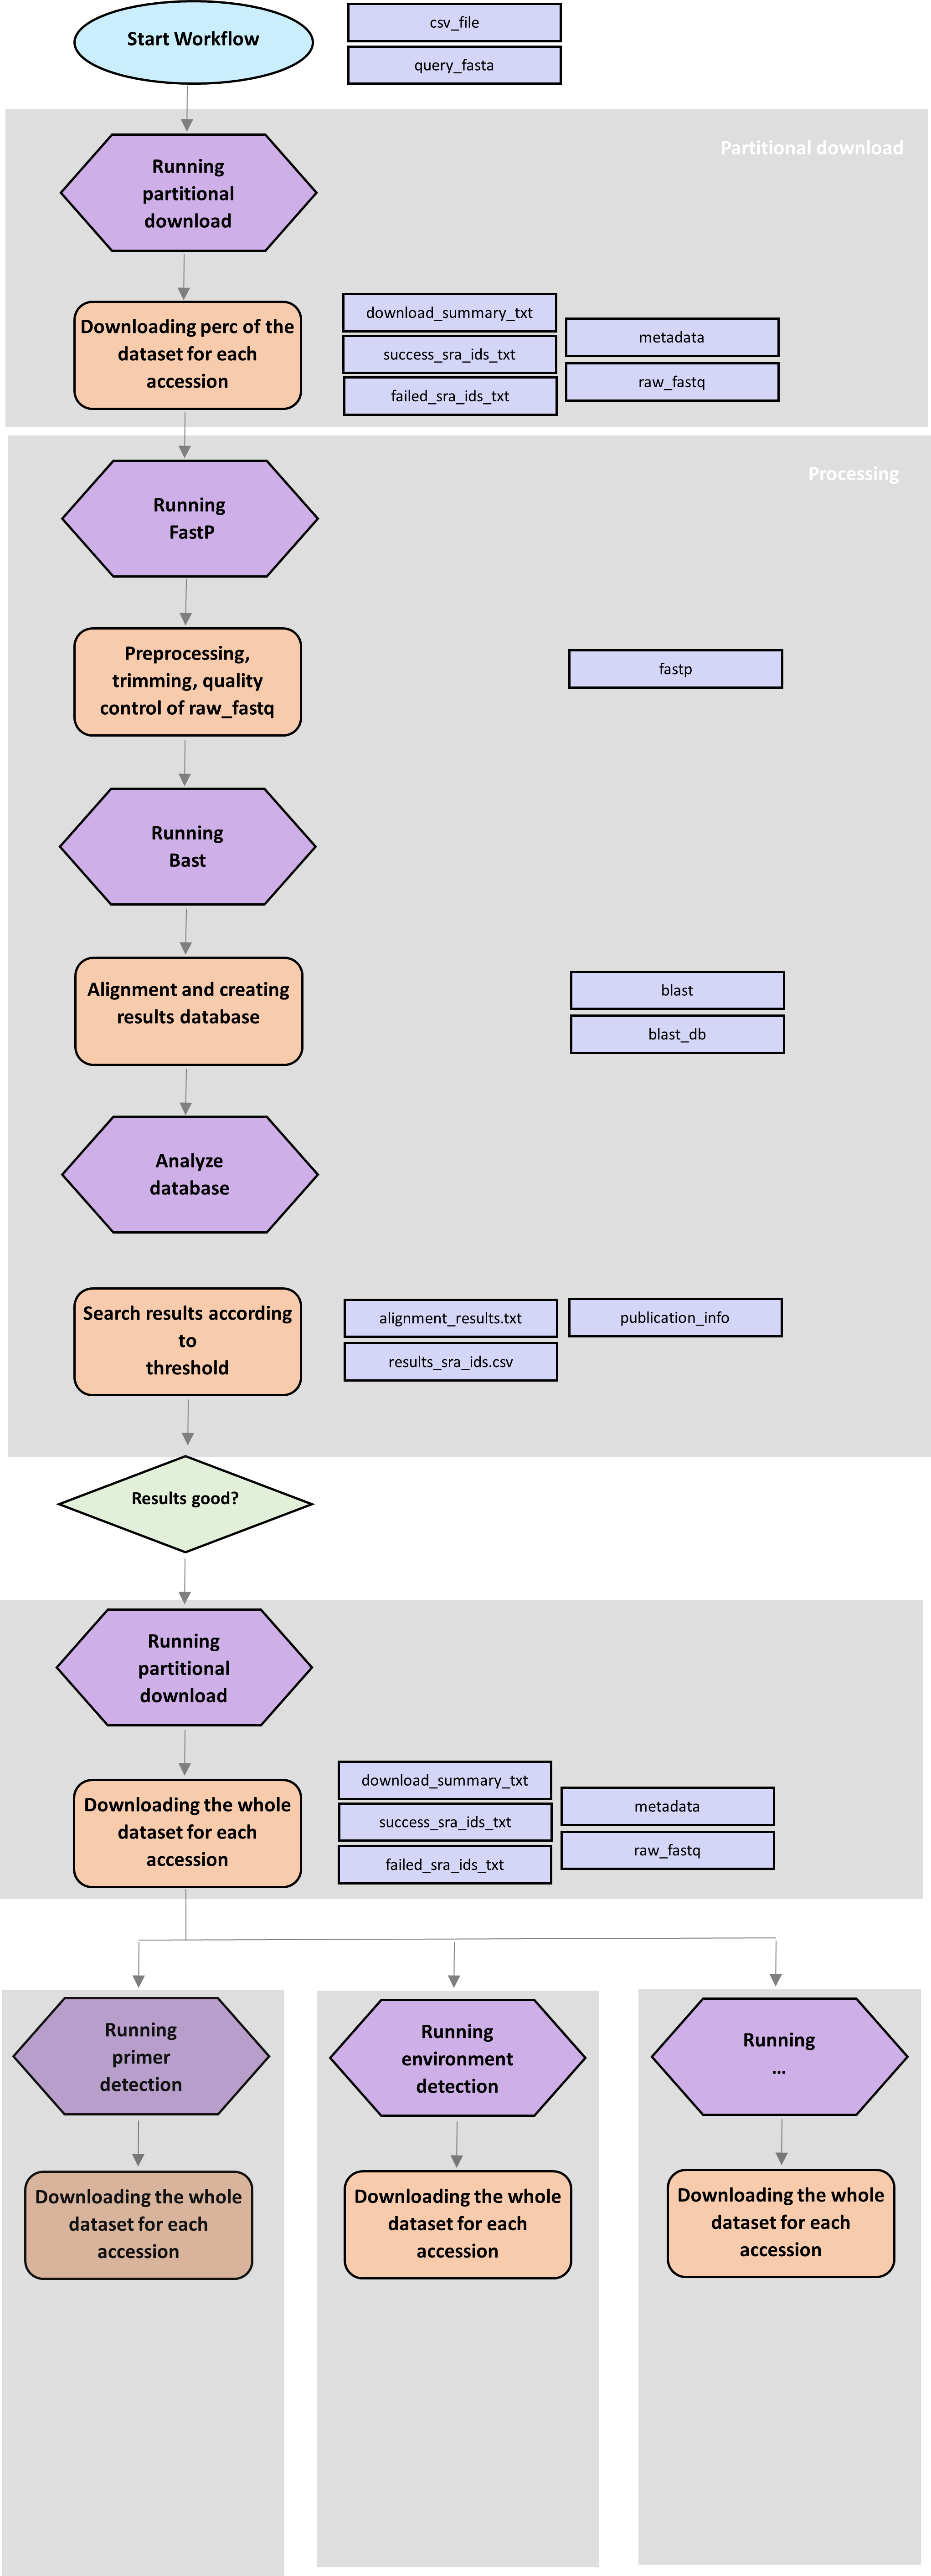 Start Workflow
csv_file
query_fasta
Partitional download
Running
partitional
download
Downloading perc of the
dataset for each
accession
download_summary_txt
success_sra_ids_txt
failed_sra_ids_txt
metadata
raw_fastq
Processing
Running
FastP
Preprocessing,
trimming, quality
control of raw_fastq
fastp
Running
Bast
Alignment and creating
results database
blast
blast_db
Analyze
database
Search results according
to
threshold
alignment_results.txt
results_sra_ids.csv
publication_info
Results good?
Running
partitional
download
Downloading the whole
dataset for each
accession
download_summary_txt
success_sra_ids_txt
failed_sra_ids_txt
metadata
raw_fastq
Running
primer
detection
Downloading the whole
dataset for each
accession
Running
environment
detection
Downloading the whole
dataset for each
accession
Running
...
Downloading the whole
dataset for each
accession